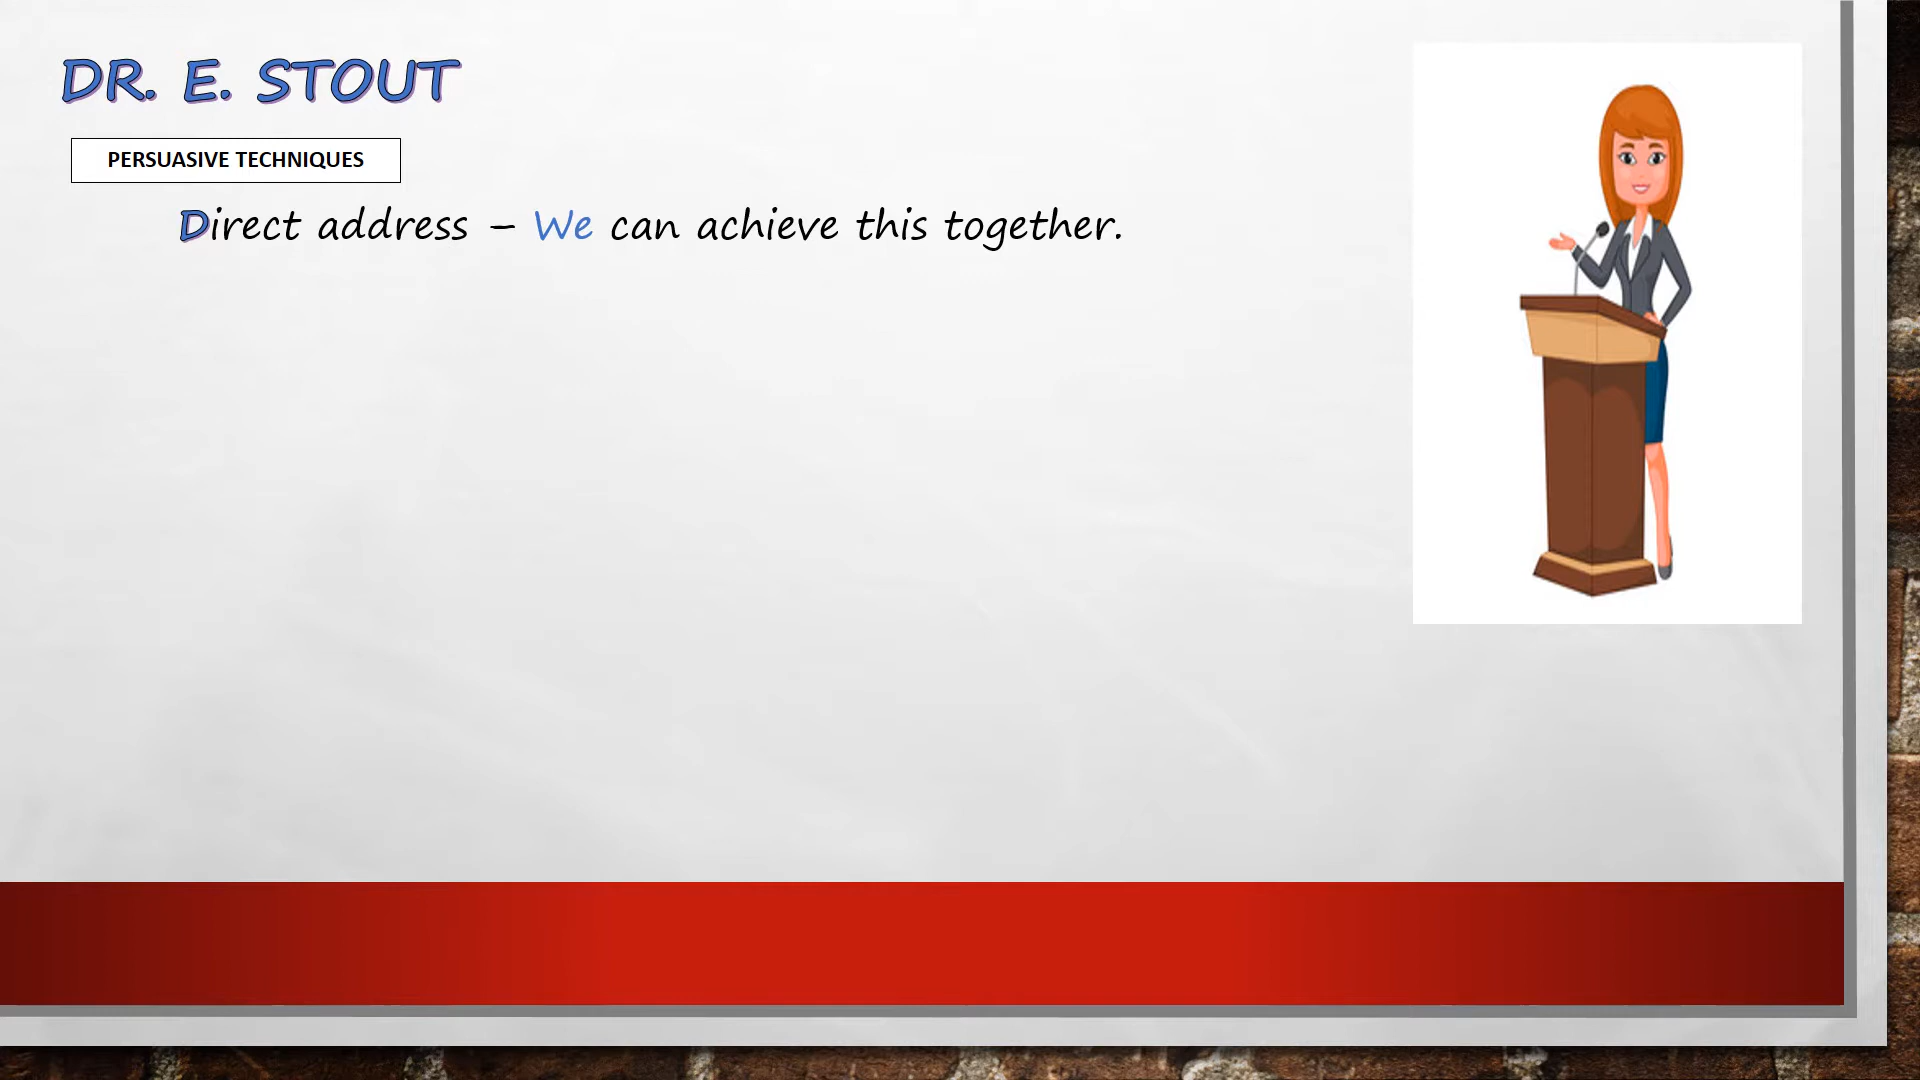 DR. E. STOUT
PERSUASIVE TECHNIQUES
Direct address – We can achieve this together.